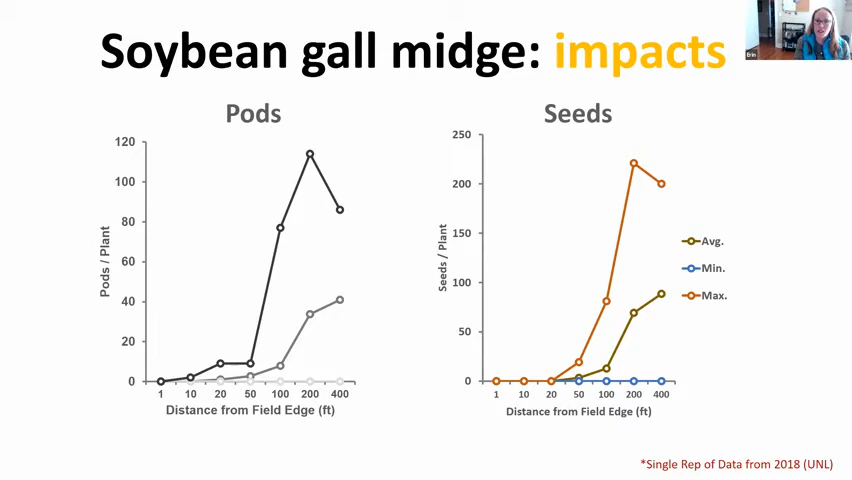 Soybean gall midge: impacts
Erin
Pods
120
100
80
60
40
20
0
Pods / Plant
1 10 20 50 100 200 400
Distance from Field Edge (ft)
Seeds
250
200
150
100
50
0
Seeds / Plant
1 10 20 50 100 200 400
Distance from Field Edge (ft)
Avg.
Min.
Max.
*Single Rep of Data from 2018 (UNL)